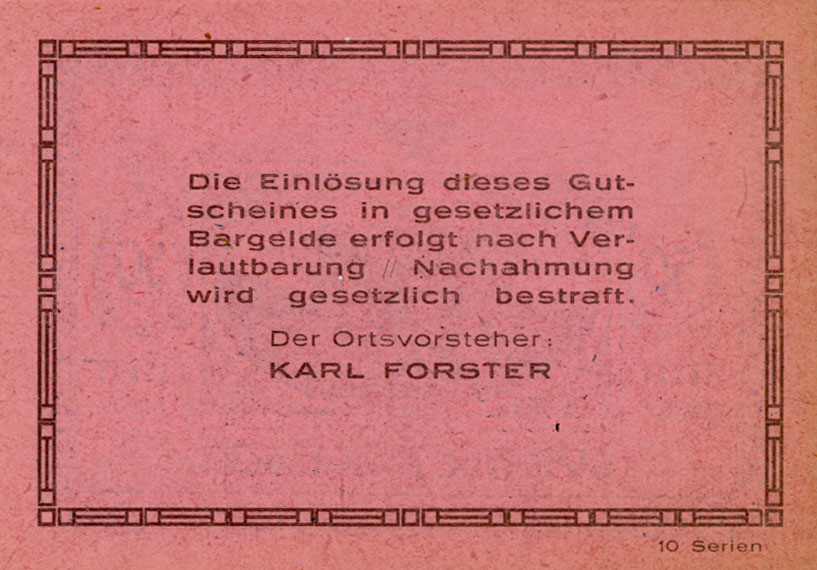 Die Einlösung dieses Gut-
scheines in gesetzlichem
Bargelde erfolgt nach Ver-
lautbarung // Nachahmung
wird gesetzlich bestraft.
Der Ortsvorsteher:
KARL FORSTER
10 Serien